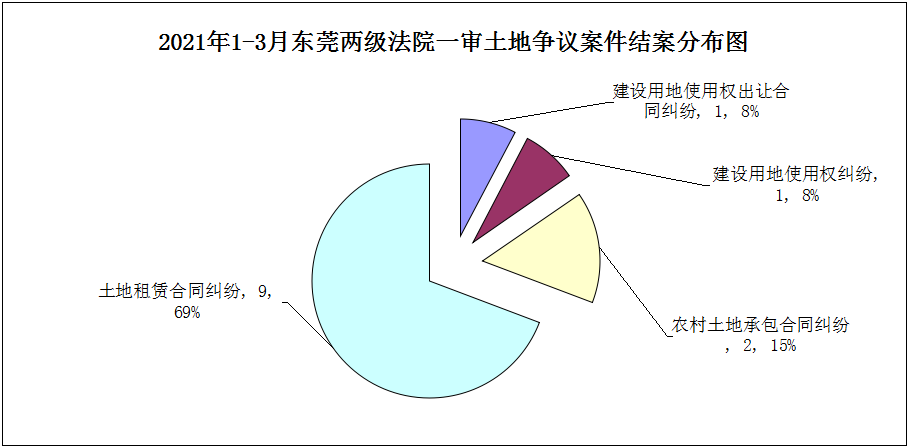 2021年1-3月东莞两级法院一审土地争议案件结案分布图
建设用地使用权出让合
同纠纷, 1, 8%
建设用地使用权纠纷,
1, 8%
农村土地承包合同纠纷
, 2, 15%
土地租赁合同纠纷, 9,
69%